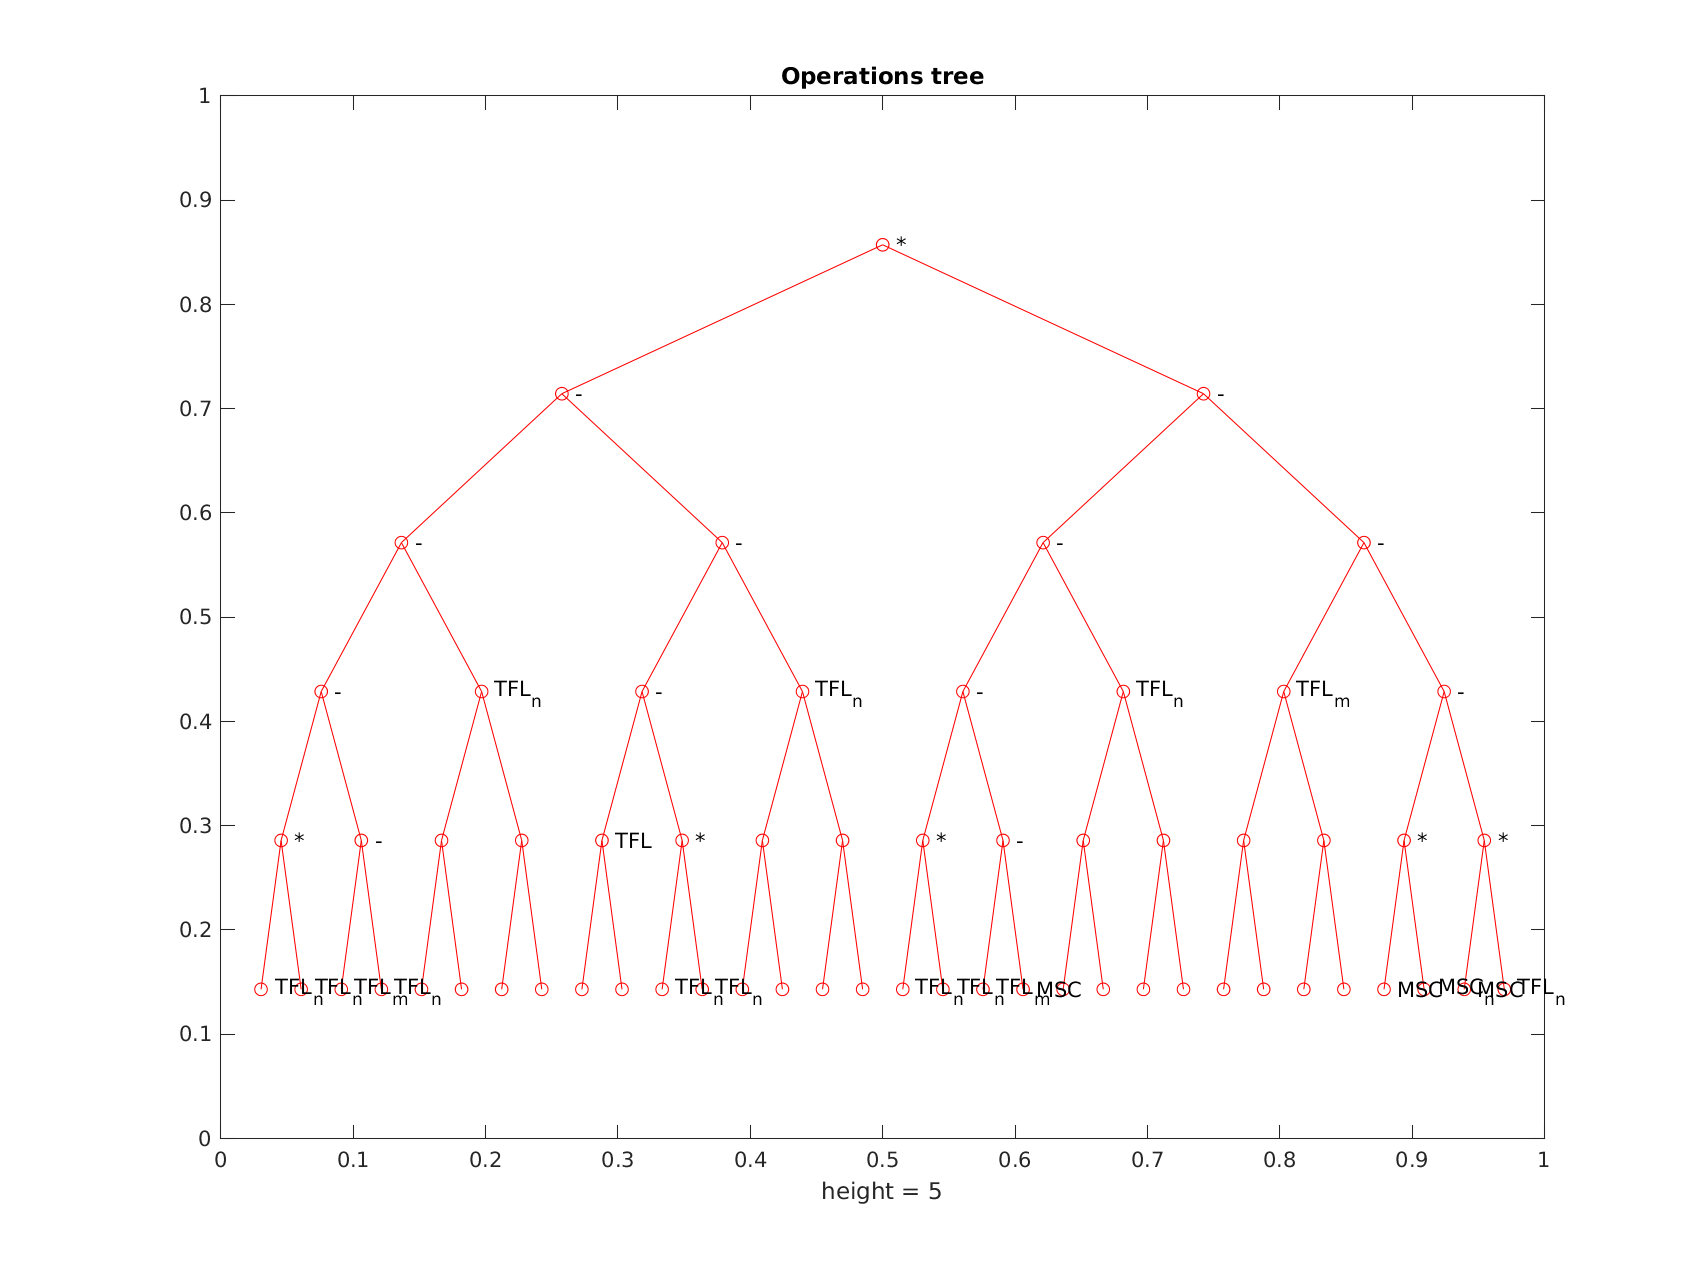 Operations tree
1
0.9
*
0.8
- -
0.7
0.6
- - - -
0.5
- TFLn - TFLn - TFLn TFLm -
0.4
0.3
* - TFL * * - * *
0.2
TFLn TFLn TFLm TFLn TFLn TFLn TFLn TFLn TFLm MSC MSC MSCn MSC TFLn
0.1
0
0 0.1 0.2 0.3 0.4 0.5 0.6 0.7 0.8 0.9 1
height = 5